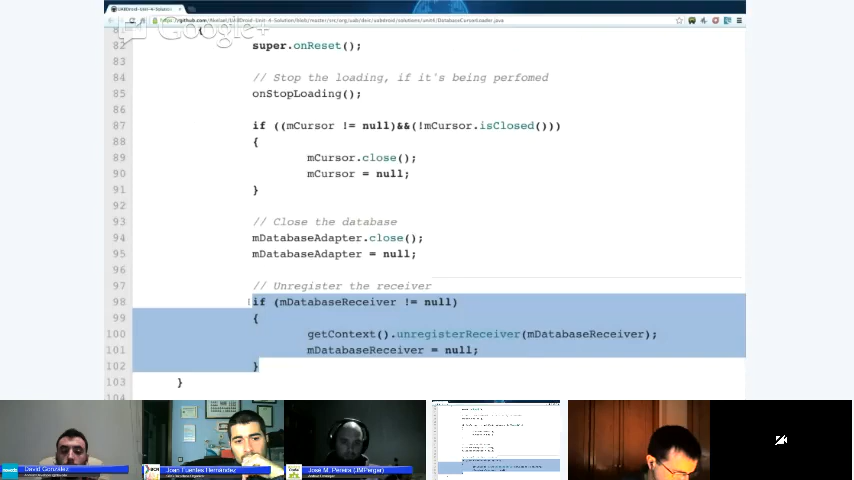 Google+
82 super.onReset();
83
84 // Stop the loading, if it's being perfomed
85 onStopLoading();
86
87 if ((mCursor != null)&&(!mCursor.isClosed()))
88 {
89 mCursor.close();
90 mCursor = null;
91 }
92
93 // Close the database
94 mDatabaseAdapter.close();
95 mDatabaseAdapter = null;
96
97 // Unregister the receiver
98 if (mDatabaseReceiver != null)
99 {
100 getContext().unregisterReceiver(mDatabaseReceiver);
101 mDatabaseReceiver = null;
102 }
103 }
104
David González
Joan Fuentes Hernández
José M. Pereira (JMPergar)